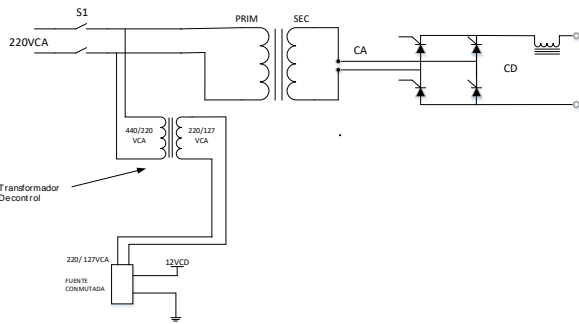 S1
220VCA
PRIM
SEC
CA
CD
440/220
VCA
220/127
VCA
Transformador
Decontrol
220/ 127VCA
12VCD
FUENTE
CONMUTADA